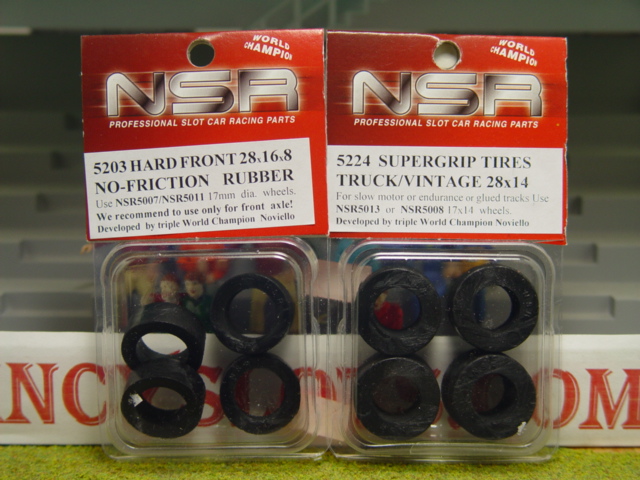 WORLD CHAMPION
NSR
PROFESSIONAL SLOT CAR RACING PARTS
5203 HARD FRONT 28x16x8
NO-FRICTION RUBBER
Use NSR5007/NSR5011 17mm dia. wheels.
We recommend to use only for front axle!
Developed by triple World Champion Noviello
WORLD CHAMPION
NSR
PROFESSIONAL SLOT CAR RACING PARTS
5224 SUPERGRIP TIRES
TRUCK/VINTAGE 28x14
For slow motor or endurance or glued tracks Use
NSR5013 or NSR5008 17x14 wheels.
Developed by triple World Champion Noviello